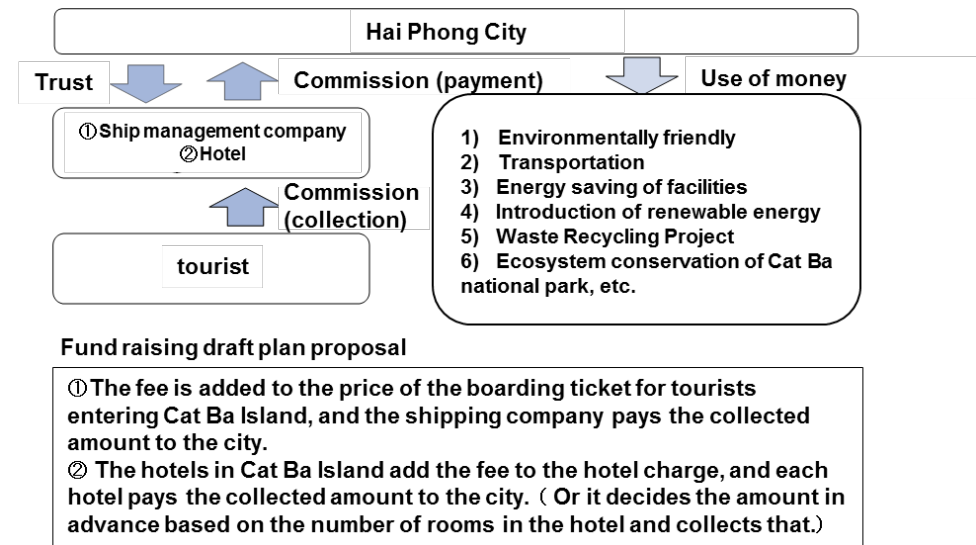 Hai Phong City
Trust
Commission (payment)
Use of money
①Ship management company
②Hotel
Commission
(collection)
tourist
1) Environmentally friendly
2) Transportation
3) Energy saving of facilities
4) Introduction of renewable energy
5) Waste Recycling Project
6) Ecosystem conservation of Cat Ba
national park, etc.
Fund raising draft plan proposal
①The fee is added to the price of the boarding ticket for tourists
entering Cat Ba Island, and the shipping company pays the collected
amount to the city.
② The hotels in Cat Ba Island add the fee to the hotel charge, and each
hotel pays the collected amount to the city.（ Or it decides the amount in
advance based on the number of rooms in the hotel and collects that.）